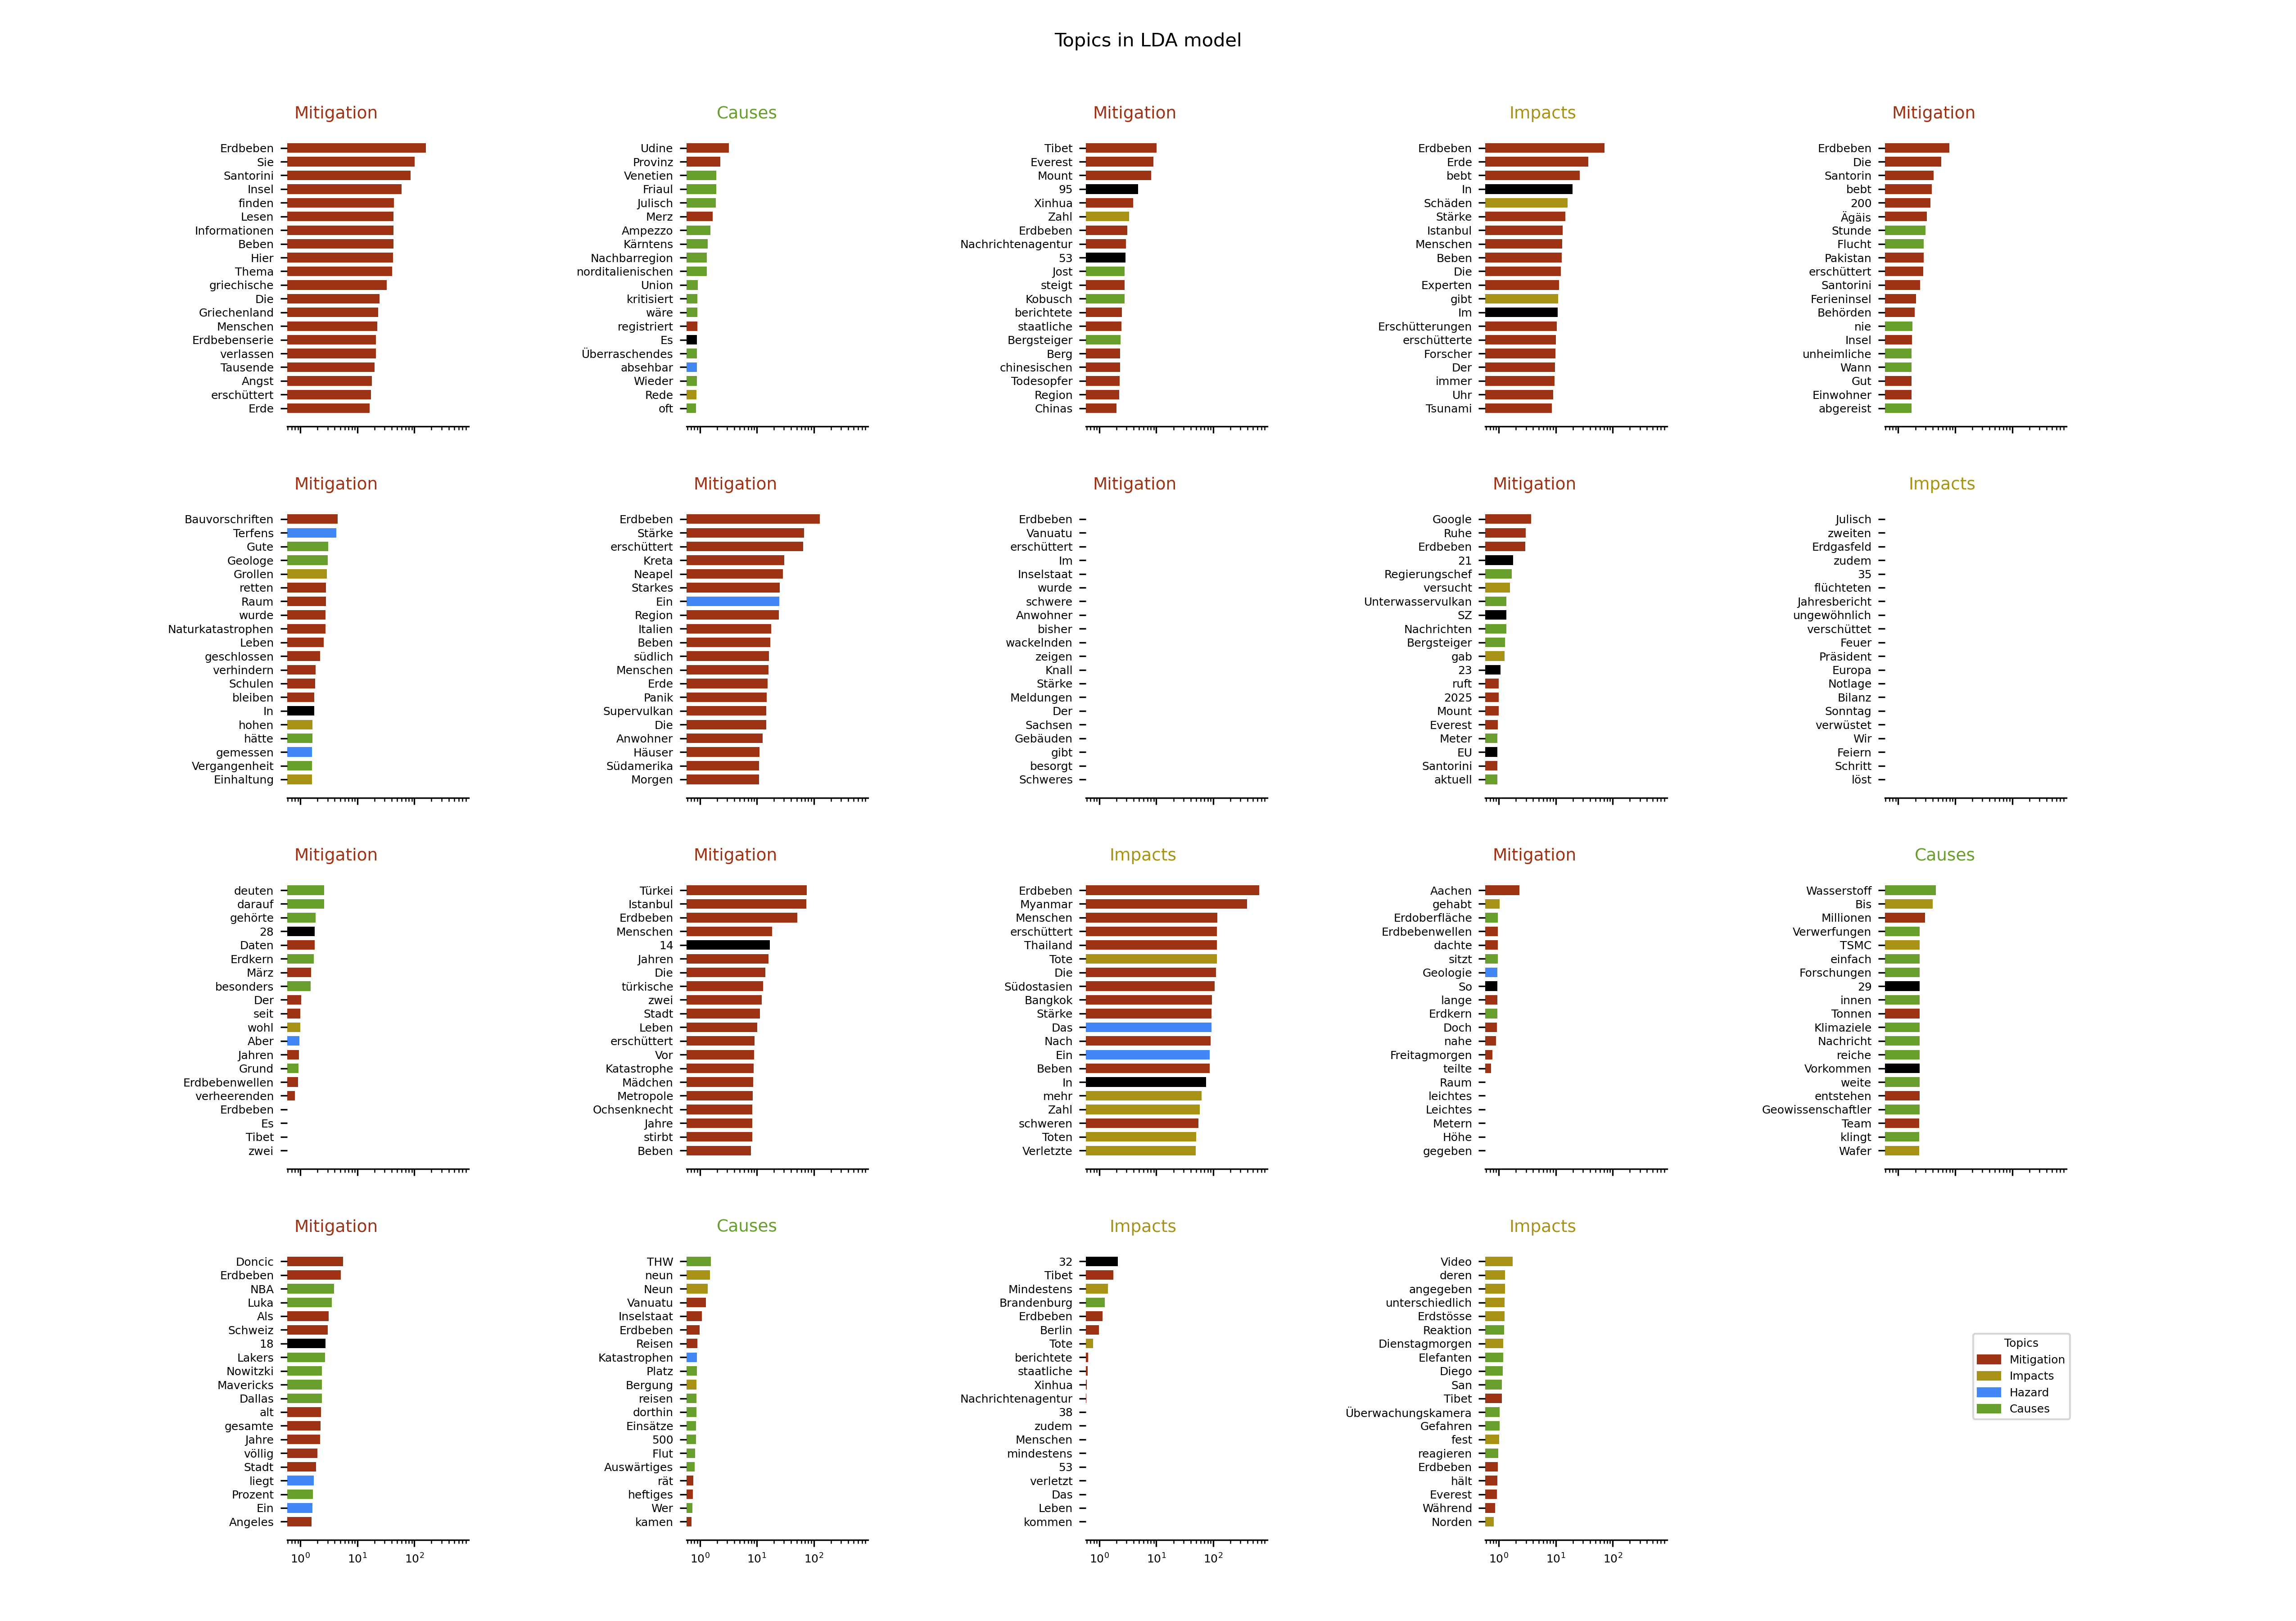 Topics in LDA model
Mitigation
Erdbeben
Sie
Santorini
Insel
finden
Lesen
Informationen
Beben
Hier
Thema
griechische
Die
Griechenland
Menschen
Erdbebenserie
verlassen
Tausende
Angst
erschüttert
Erde
Causes
Udine
Provinz
Venetien
Friaul
Julisch
Merz
Ampezzo
Kärntens
Nachbarregion
norditalienischen
Union
kritisiert
wäre
registriert
Es
Überraschendes
absehbar
Wieder
Rede
oft
Mitigation
Tibet
Everest
Mount
95
Xinhua
Zahl
Erdbeben
Nachrichtenagentur
53
Jost
steigt
Kobusch
berichtete
staatliche
Bergsteiger
Berg
chinesischen
Todesopfer
Region
Chinas
Impacts
Erdbeben
Erde
bebt
In
Schäden
Stärke
Istanbul
Menschen
Beben
Die
Experten
gibt
Im
Erschütterungen
erschütterte
Forscher
Der
immer
Uhr
Tsunami
Mitigation
Erdbeben
Die
Santorin
bebt
200
Ägäis
Stunde
Flucht
Pakistan
erschüttert
Santorini
Ferieninsel
Behörden
nie
Insel
unheimliche
Wann
Gut
Einwohner
abgereist
Mitigation
Bauvorschriften
Terfens
Gute
Geologe
Grollen
retten
Raum
wurde
Naturkatastrophen
Leben
geschlossen
verhindern
Schulen
bleiben
In
hohen
hätte
gemessen
Vergangenheit
Einhaltung
Mitigation
Erdbeben
Stärke
erschüttert
Kreta
Neapel
Starkes
Ein
Region
Italien
Beben
südlich
Menschen
Erde
Panik
Supervulkan
Die
Anwohner
Häuser
Südamerika
Morgen
Mitigation
Erdbeben
Vanuatu
erschüttert
Im
Inselstaat
wurde
schwere
Anwohner
bisher
wackelnden
zeigen
Knall
Stärke
Meldungen
Der
Sachsen
Gebäuden
gibt
besorgt
Schweres
Mitigation
Google
Ruhe
Erdbeben
21
Regierungschef
versucht
Unterwasservulkan
SZ
Nachrichten
Bergsteiger
gab
23
ruft
2025
Mount
Everest
Meter
EU
Santorini
aktuell
Impacts
Julisch
zweiten
Erdgasfeld
zudem
35
flüchteten
Jahresbericht
ungewöhnlich
verschüttet
Feuer
Präsident
Europa
Notlage
Bilanz
Sonntag
verwüstet
Wir
Feiern
Schritt
löst
Mitigation
deuten
darauf
gehörte
28
Daten
Erdkern
März
besonders
Der
seit
wohl
Aber
Jahren
Grund
Erdbebenwellen
verheerenden
Erdbeben
Es
Tibet
zwei
Mitigation
Türkei
Istanbul
Erdbeben
Menschen
14
Jahren
Die
türkische
zwei
Stadt
Leben
erschüttert
Vor
Katastrophe
Mädchen
Metropole
Ochsenknecht
Jahre
stirbt
Beben
Impacts
Erdbeben
Myanmar
Menschen
erschüttert
Thailand
Tote
Die
Südostasien
Bangkok
Stärke
Das
Nach
Ein
Beben
In
mehr
Zahl
schweren
Toten
Verletzte
Mitigation
Aachen
gehabt
Erdoberfläche
Erdbebenwellen
dachte
sitzt
Geologie
So
lange
Erdkern
Doch
nahe
Freitagmorgen
teilte
Raum
leichtes
Leichtes
Metern
Höhe
gegeben
Causes
Wasserstoff
Bis
Millionen
Verwerfungen
TSMC
einfach
Forschungen
29
innen
Tonnen
Klimaziele
Nachricht
reiche
Vorkommen
weite
entstehen
Geowissenschaftler
Team
klingt
Wafer
Mitigation
Doncic
Erdbeben
NBA
Luka
Als
Schweiz
18
Lakers
Nowitzki
Mavericks
Dallas
alt
gesamte
Jahre
völlig
Stadt
liegt
Prozent
Ein
Angeles
10⁰ 10¹ 10²
Causes
THW
neun
Neun
Vanuatu
Inselstaat
Erdbeben
Reisen
Katastrophen
Platz
Bergung
reisen
dorthin
Einsätze
500
Flut
Auswärtiges
rät
heftiges
Wer
kamen
10⁰ 10¹ 10²
Impacts
32
Tibet
Mindestens
Brandenburg
Erdbeben
Berlin
Tote
berichtete
staatliche
Xinhua
Nachrichtenagentur
38
zudem
Menschen
mindestens
53
verletzt
Das
Leben
kommen
10⁰ 10¹ 10²
Impacts
Video
deren
angegeben
unterschiedlich
Erdstösse
Reaktion
Dienstagmorgen
Elefanten
Diego
San
Tibet
Überwachungskamera
Gefahren
fest
reagieren
Erdbeben
hält
Everest
Während
Norden
10⁰ 10¹ 10²
Topics
Mitigation
Impacts
Hazard
Causes